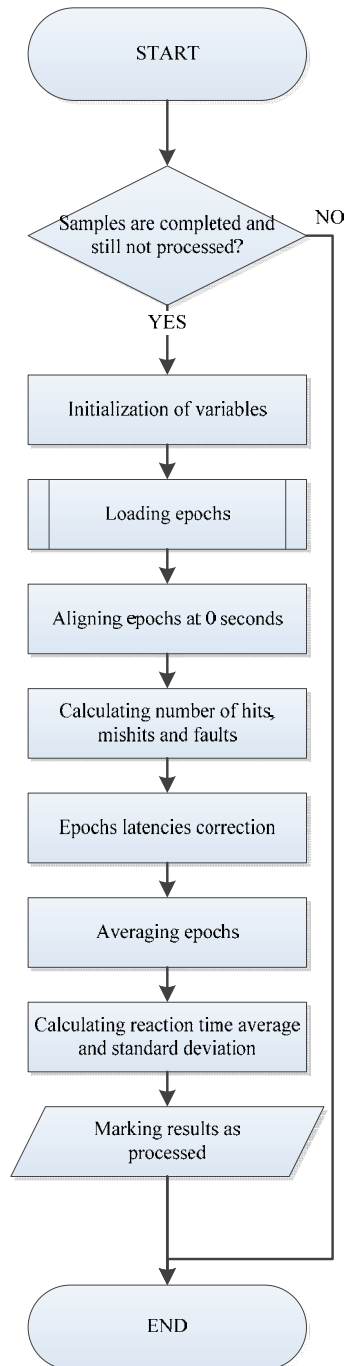 START
Samples are completed and
still not processed?
NO
YES
Initialization of variables
Loading epochs
Aligning epochs at 0 seconds
Calculating number of hits,
mishits and faults
Epochs latencies correction
Averaging epochs
Calculating reaction time average
and standard deviation
Marking results as
processed
END